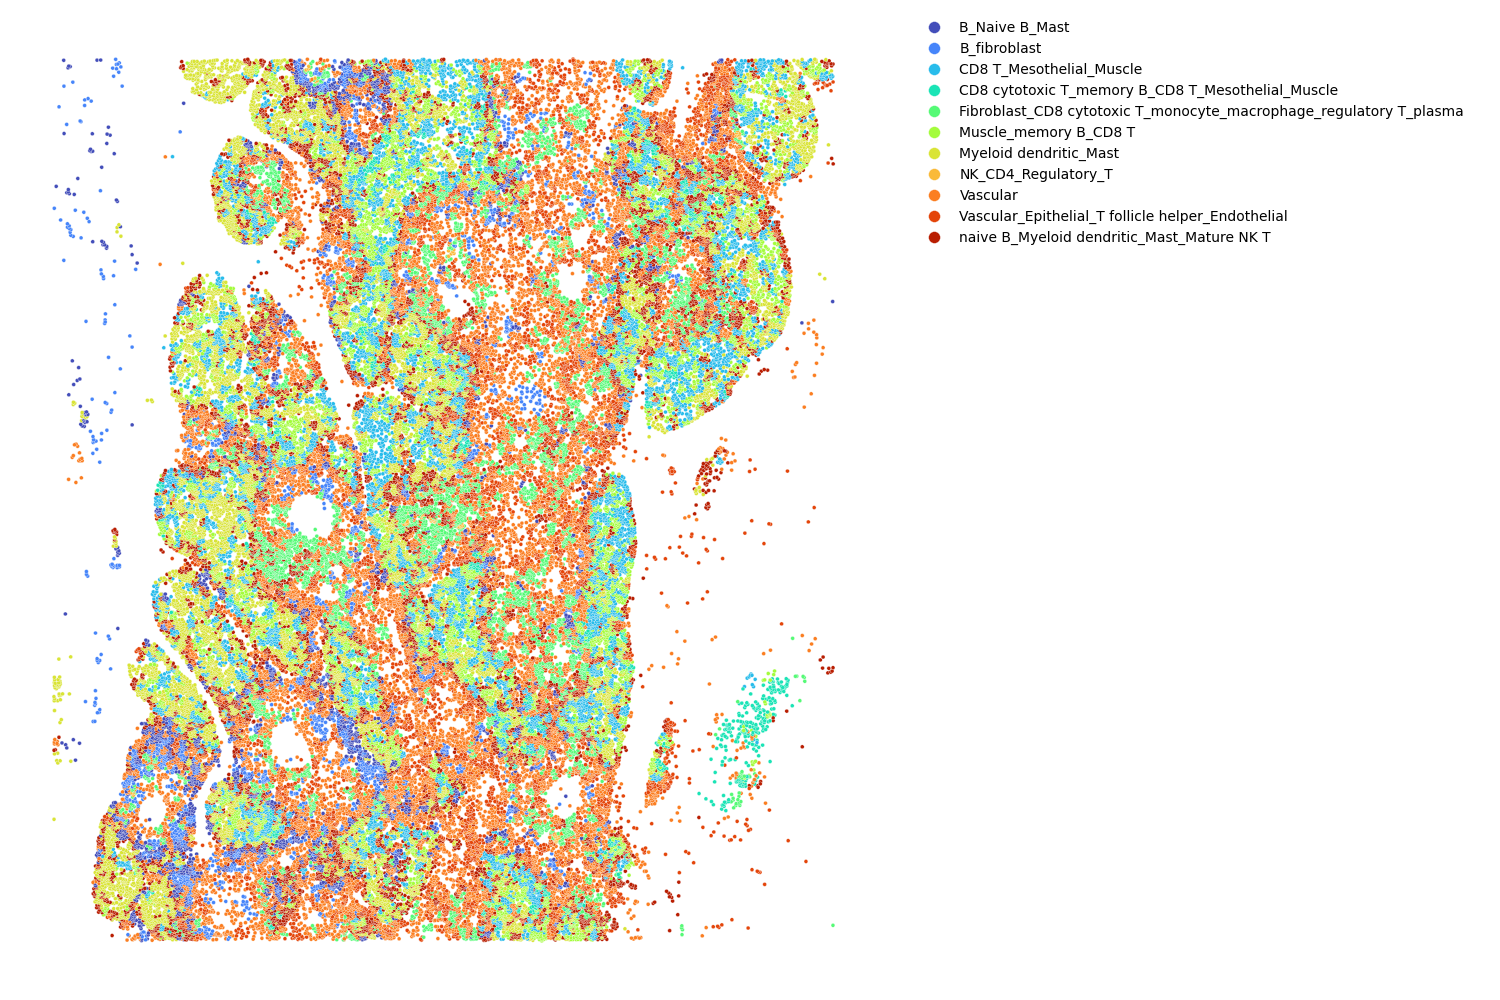 B_Naive B_Mast
B_fibroblast
CD8 T_Mesothelial_Muscle
CD8 cytotoxic T_memory B_CD8 T_Mesothelial_Muscle
Fibroblast_CD8 cytotoxic T_monocyte_macrophage_regulatory T_plasma
Muscle_memory B_CD8 T
Myeloid dendritic_Mast
NK_CD4_Regulatory_T
Vascular
Vascular_Epithelial_T follicle helper_Endothelial
naive B_Myeloid dendritic_Mast_Mature NK T